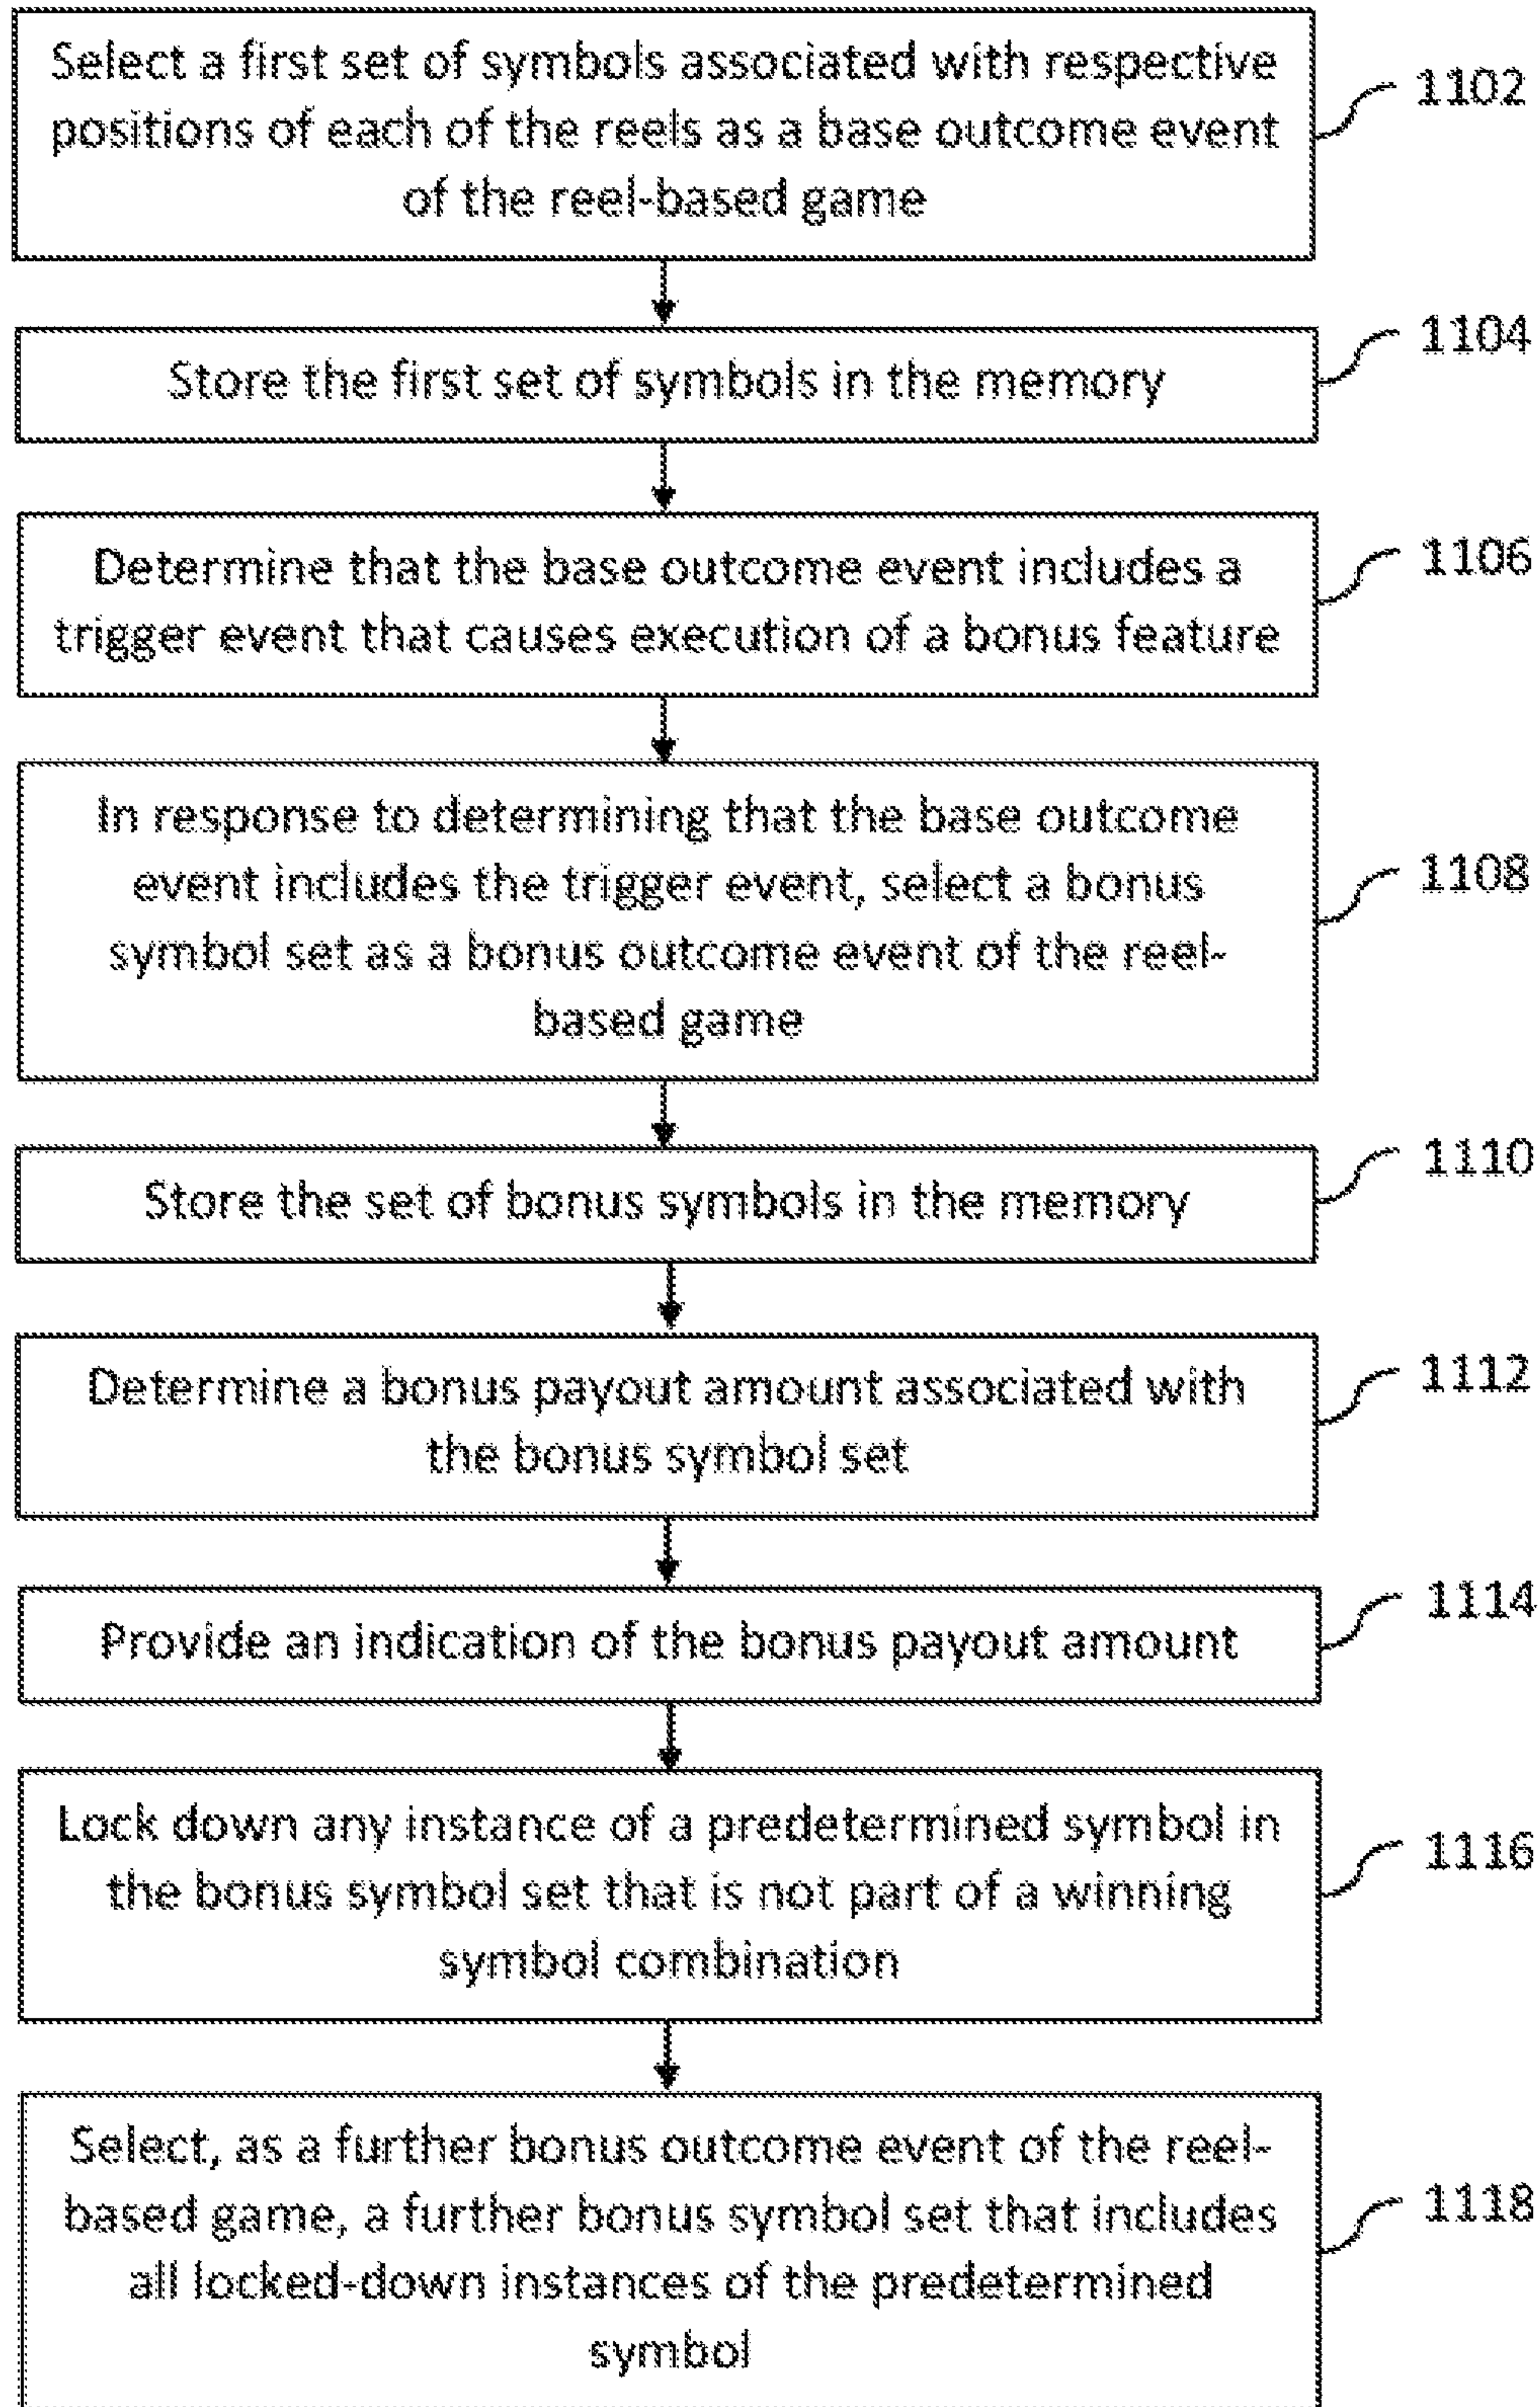 Select a first set of symbols associated with respective
positions of each of the reels as a base outcome event
of the reel-based game
1102
Store the first set of symbols in the memory
1104
Determine that the base outcome event includes a
trigger event that causes execution of a bonus feature
1106
In response to determining that the base outcome
event includes the trigger event, select a bonus
symbol set as a bonus outcome event of the reel-
based game
1108
Store the set of bonus symbols in the memory
1110
Determine a bonus payout amount associated with
the bonus symbol set
1112
Provide an indication of the bonus payout amount
1114
Lock down any instance of a predetermined symbol in
the bonus symbol set that is not part of a winning
symbol combination
1116
Select, as a further bonus outcome event of the reel-
based game, a further bonus symbol set that includes
all locked-down instances of the predetermined
symbol
1118